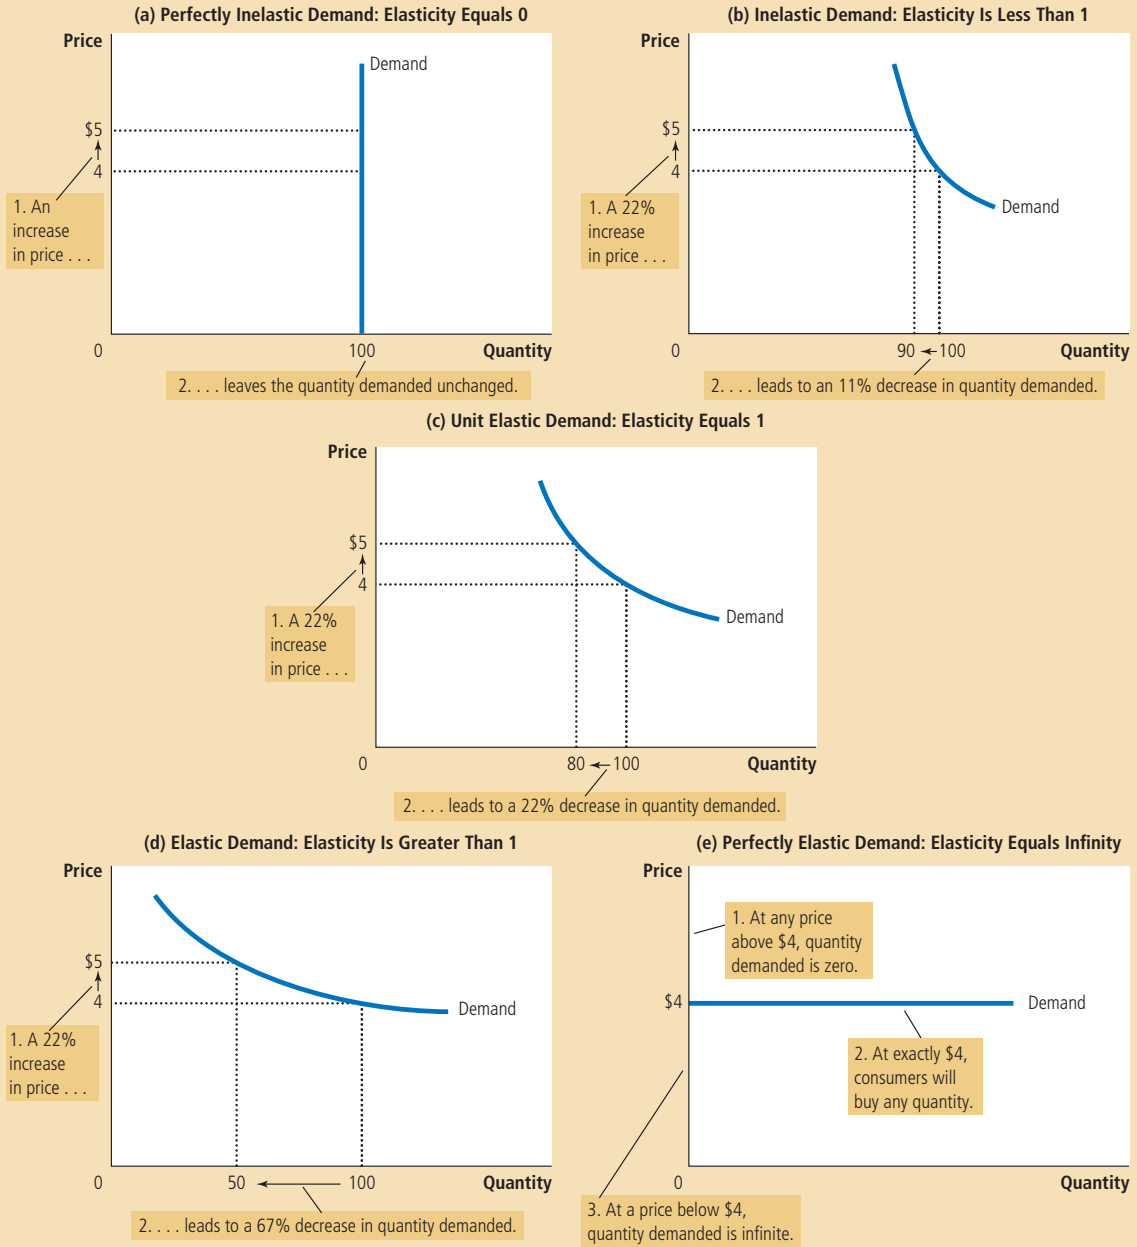 (a) Perfectly Inelastic Demand: Elasticity Equals 0
Price
Demand
$5
4
1. An
increase
in price . . .
0
100
Quantity
2. . . . leaves the quantity demanded unchanged.
(b) Inelastic Demand: Elasticity Is Less Than 1
Price
$5
4
1. A 22%
increase
in price . . .
Demand
0
90
100
Quantity
2. . . . leads to an 11% decrease in quantity demanded.
(c) Unit Elastic Demand: Elasticity Equals 1
Price
$5
4
1. A 22%
increase
in price . . .
Demand
0
80
100
Quantity
2. . . . leads to a 22% decrease in quantity demanded.
(d) Elastic Demand: Elasticity Is Greater Than 1
Price
$5
4
Demand
1. A 22%
increase
in price . . .
0
50
100
Quantity
2. . . . leads to a 67% decrease in quantity demanded.
(e) Perfectly Elastic Demand: Elasticity Equals Infinity
Price
1. At any price
above $4, quantity
demanded is zero.
$4
Demand
2. At exactly $4,
consumers will
buy any quantity.
0
Quantity
3. At a price below $4,
quantity demanded is infinite.